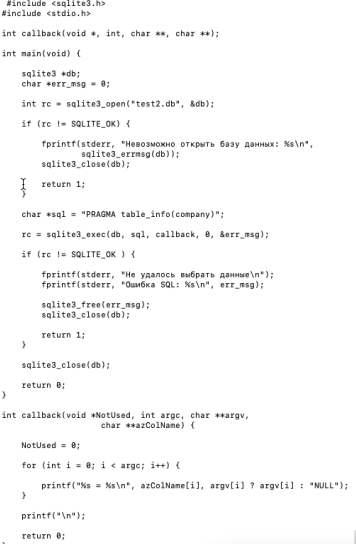 #include <sqlite3.h>
#include <stdio.h>

int callback(void *, int, char **, char **);

int main(void) {

    sqlite3 *db;
    char *err_msg = 0;

    int rc = sqlite3_open("test2.db", &db);

    if (rc != SQLITE_OK) {

        fprintf(stderr, "Невозможно открыть базу данных: %s\n",
                sqlite3_errmsg(db));
        sqlite3_close(db);

        return 1;
    }

    char *sql = "PRAGMA table_info(company)";

    rc = sqlite3_exec(db, sql, callback, 0, &err_msg);

    if (rc != SQLITE_OK ) {

        fprintf(stderr, "Не удалось выбрать данные\n");
        fprintf(stderr, "Ошибка SQL: %s\n", err_msg);

        sqlite3_free(err_msg);
        sqlite3_close(db);

        return 1;
    }

    sqlite3_close(db);

    return 0;
}

int callback(void *NotUsed, int argc, char **argv,
                    char **azColName) {

    NotUsed = 0;

    for (int i = 0; i < argc; i++) {

        printf("%s = %s\n", azColName[i], argv[i] ? argv[i] : "NULL");
    }

    printf("\n");

    return 0;